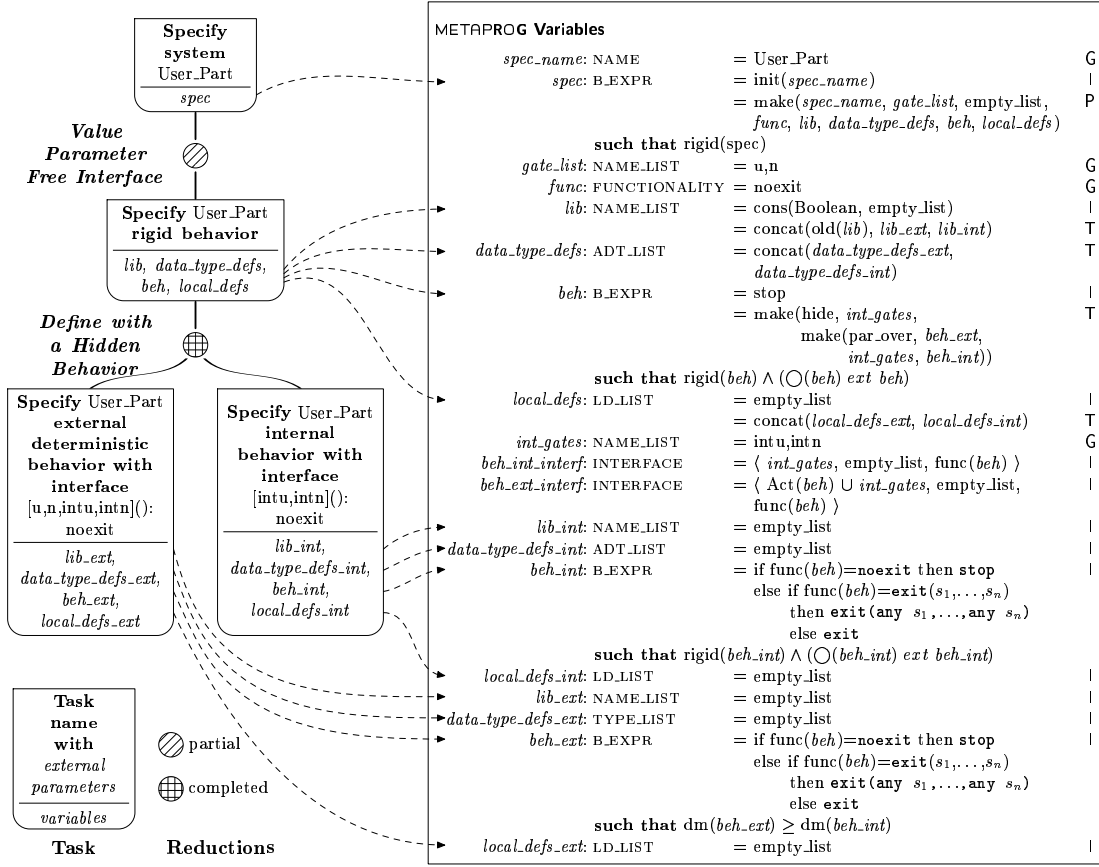 Specify
system
User_Part
spec
Value
Parameter
Free Interface
Specify User_Part
rigid behavior
lib, data_type_defs,
beh, local_defs
Define with
a Hidden
Behavior
Specify User_Part
external
deterministic
behavior with
interface
[u,n,intu,intn]():
noexit
lib_ext,
data_type_defs_ext,
beh_ext,
local_defs_ext
Specify User_Part
internal
behavior with
interface
[intu,intn]():
noexit
lib_int,
data_type_defs_int,
beh_int,
local_defs_int
Task
name
with
external
parameters
variables
Task
partial
completed
Reductions
METAPROG Variables
spec_name: NAME = User_Part G
spec: B_EXPR = init(spec_name) I
= make(spec_name, gate_list, empty_list, P
func, lib, data_type_defs, beh, local_defs)
such that rigid(spec)
gate_list: NAME_LIST = u,n G
func: FUNCTIONALITY = noexit G
lib: NAME_LIST = cons(Boolean, empty_list) I
= concat(old(lib), lib_ext, lib_int) T
data_type_defs: ADT_LIST = concat(data_type_defs_ext, T
data_type_defs_int)
beh: B_EXPR = stop I
= make(hide, int_gates, T
make(par_over, beh_ext,
int_gates, beh_int))
such that rigid(beh) ∧ (◯(beh) ext beh)
local_defs: LD_LIST = empty_list I
= concat(local_defs_ext, local_defs_int) T
int_gates: NAME_LIST = intu,intn G
beh_int_interf: INTERFACE = ⟨ int_gates, empty_list, func(beh) ⟩ I
beh_ext_interf: INTERFACE = ⟨ Act(beh) ∪ int_gates, empty_list, I
func(beh) ⟩
lib_int: NAME_LIST = empty_list I
data_type_defs_int: ADT_LIST = empty_list I
beh_int: B_EXPR = if func(beh)=noexit then stop I
else if func(beh)=exit(s₁,...,sₙ)
then exit(any s₁,...,any sₙ)
else exit
such that rigid(beh_int) ∧ (◯(beh_int) ext beh_int)
local_defs_int: LD_LIST = empty_list I
lib_ext: NAME_LIST = empty_list I
data_type_defs_ext: TYPE_LIST = empty_list I
beh_ext: B_EXPR = if func(beh)=noexit then stop I
else if func(beh)=exit(s₁,...,sₙ)
then exit(any s₁,...,any sₙ)
else exit
such that dm(beh_ext) ≥ dm(beh_int)
local_defs_ext: LD_LIST = empty_list I